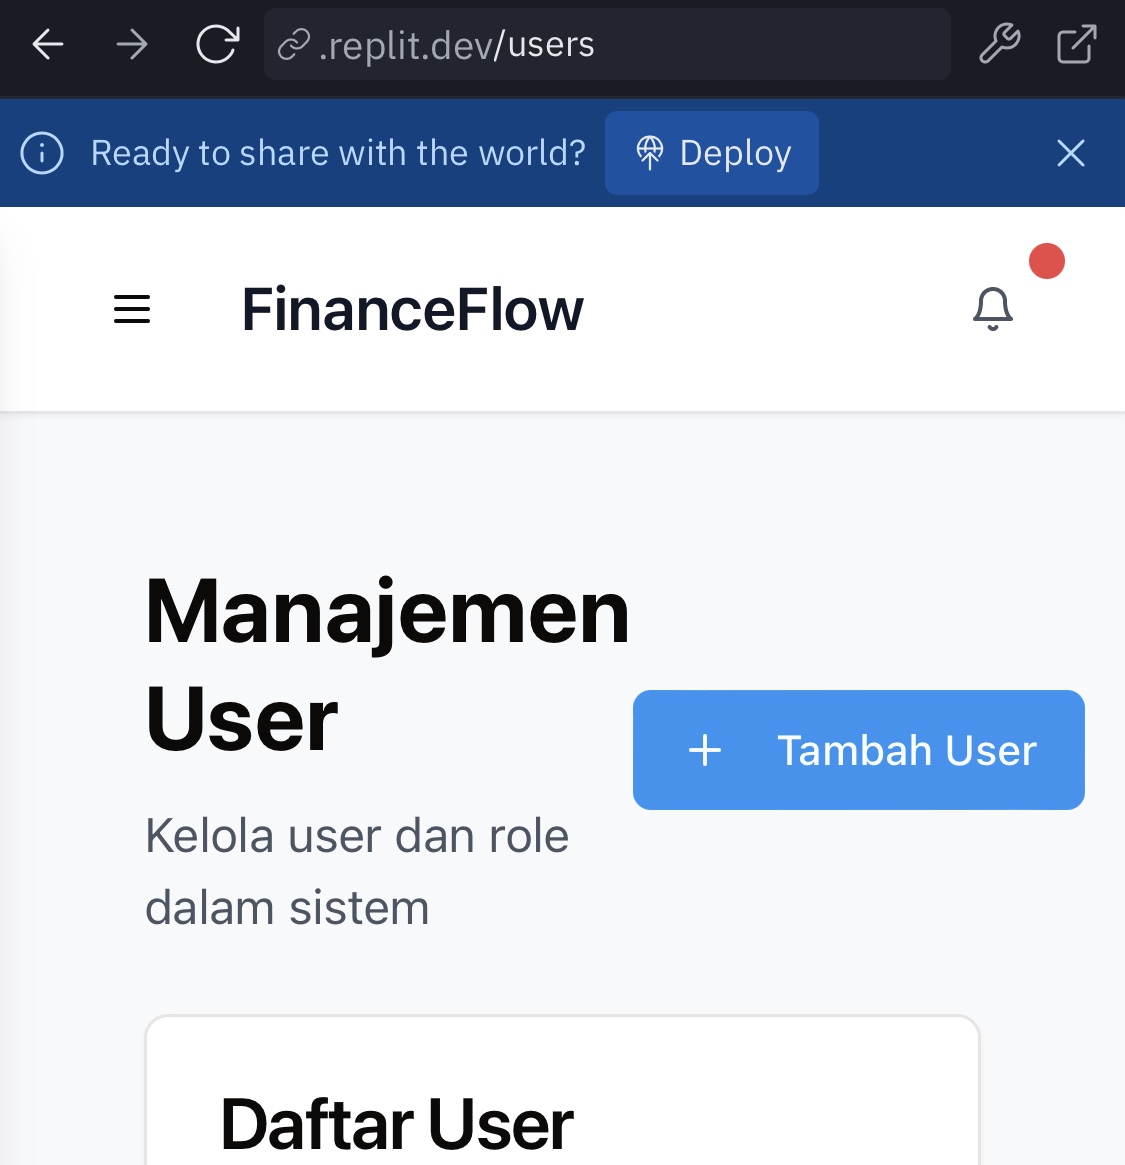 .replit.dev/users
Ready to share with the world? Deploy
FinanceFlow
Manajemen
User
+ Tambah User
Kelola user dan role
dalam sistem
Daftar User